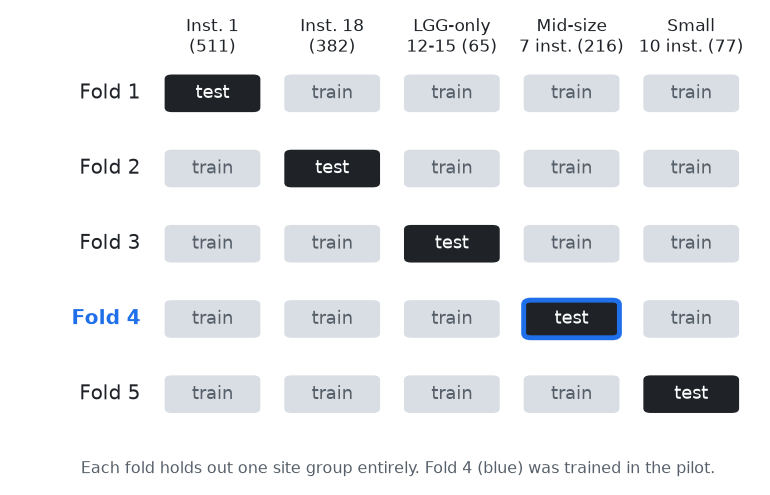 Inst. 1 Inst. 18 LGG-only Mid-size Small
(511) (382) 12-15 (65) 7 inst. (216) 10 inst. (77)
Fold 1 test train train train train
Fold 2 train test train train train
Fold 3 train train test train train
Fold 4 train train train test train
Fold 5 train train train train test
Each fold holds out one site group entirely. Fold 4 (blue) was trained in the pilot.